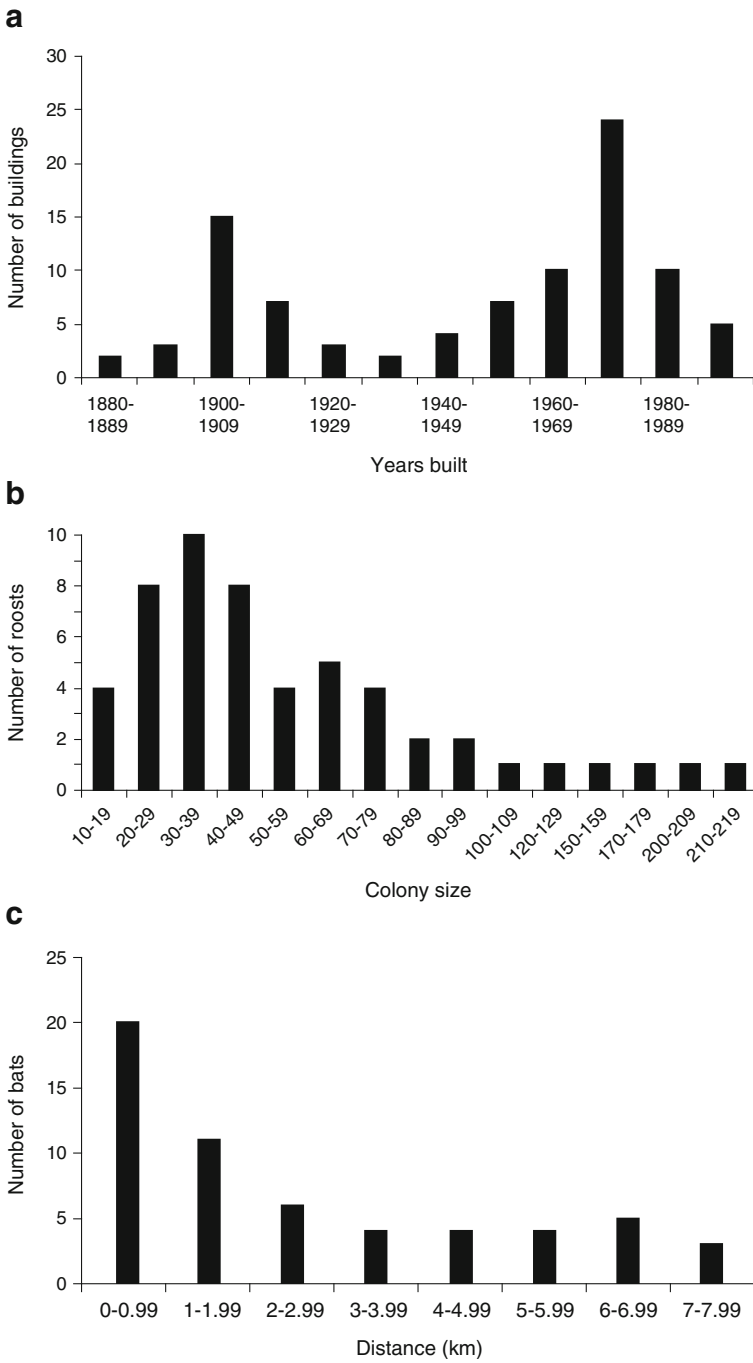 a
30
25
20
15
10
5
0
Number of buildings
1880- 1900- 1920- 1940- 1960- 1980-
1889 1909 1929 1949 1969 1989
Years built
b
10
8
6
4
2
0
Number of roosts
10-19 20-29 30-39 40-49 50-59 60-69 70-79 80-89 90-99 100-109 120-129 150-159 170-179 200-209 210-219
Colony size
c
25
20
15
10
5
0
Number of bats
0-0.99 1-1.99 2-2.99 3-3.99 4-4.99 5-5.99 6-6.99 7-7.99
Distance (km)